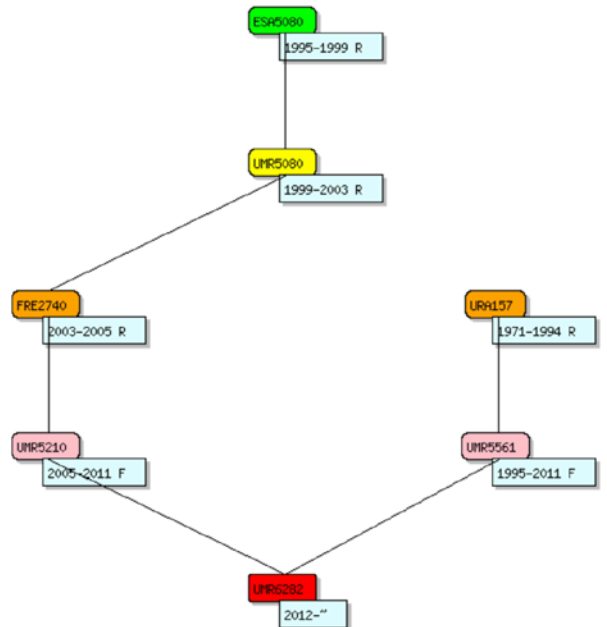 ESA5080
1995-1999 R
UMR5080
1999-2003 R
FRE2740
2003-2005 R
URA157
1971-1994 R
UMR5210
2005-2011 F
UMR5561
1995-2011 F
UMR6282
2012-~